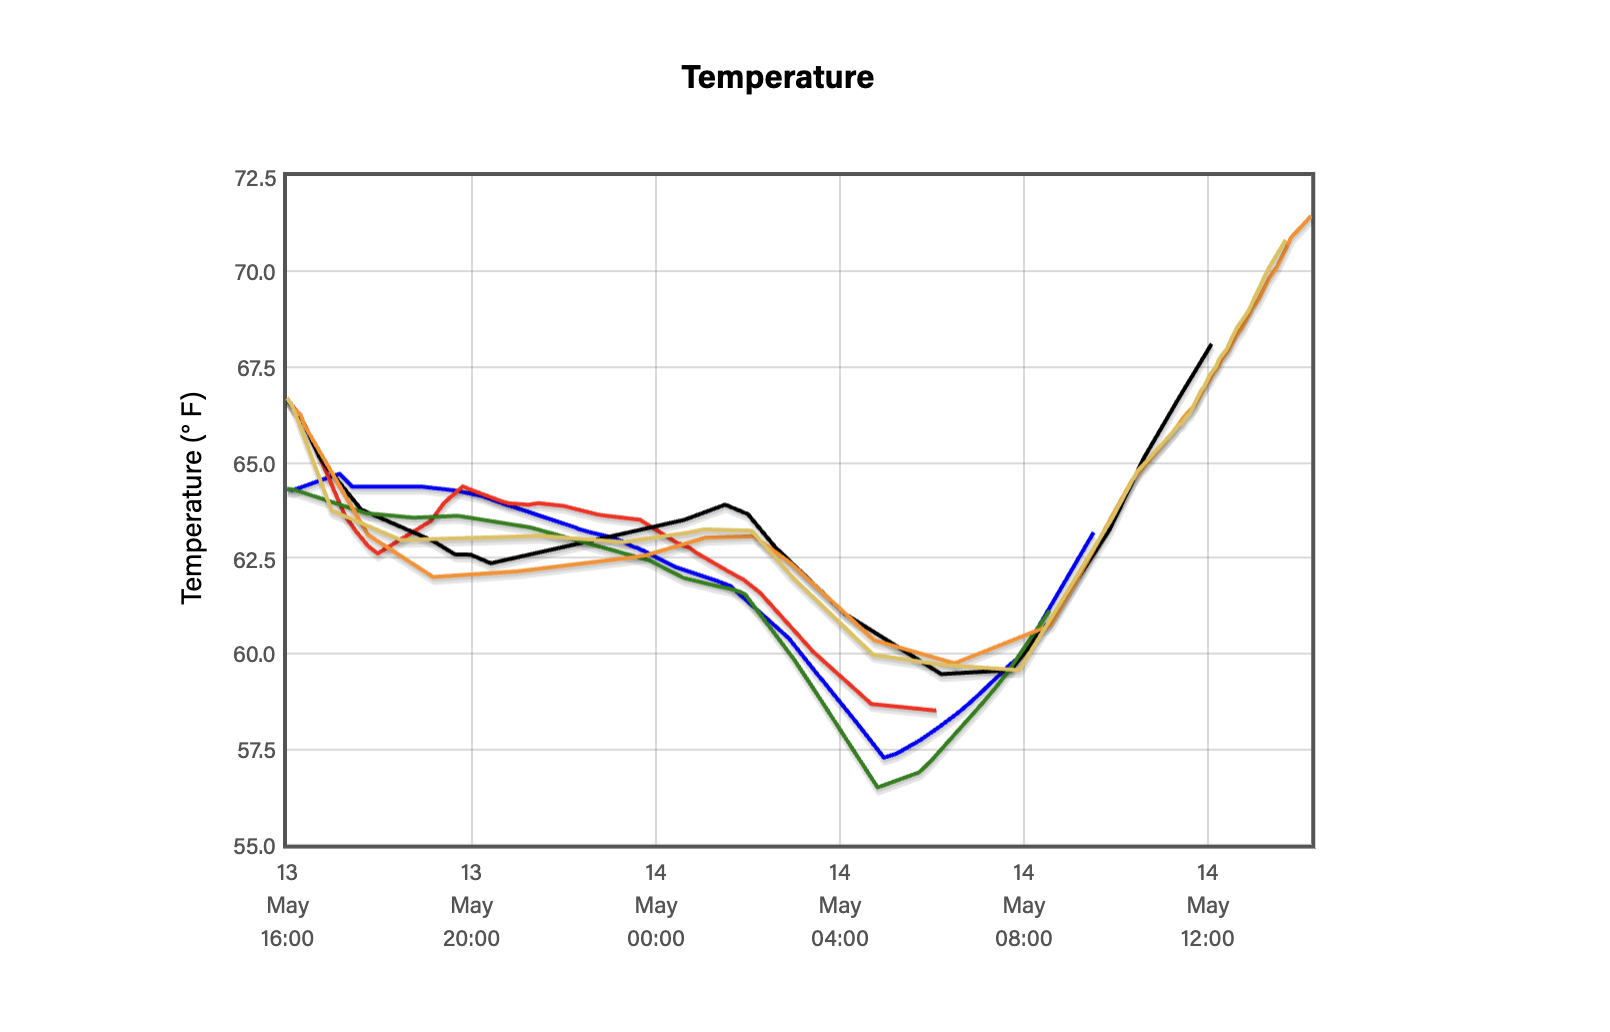 Temperature
72.5
70.0
67.5
65.0
62.5
60.0
57.5
55.0
Temperature (° F)
13 May 16:00
13 May 20:00
14 May 00:00
14 May 04:00
14 May 08:00
14 May 12:00